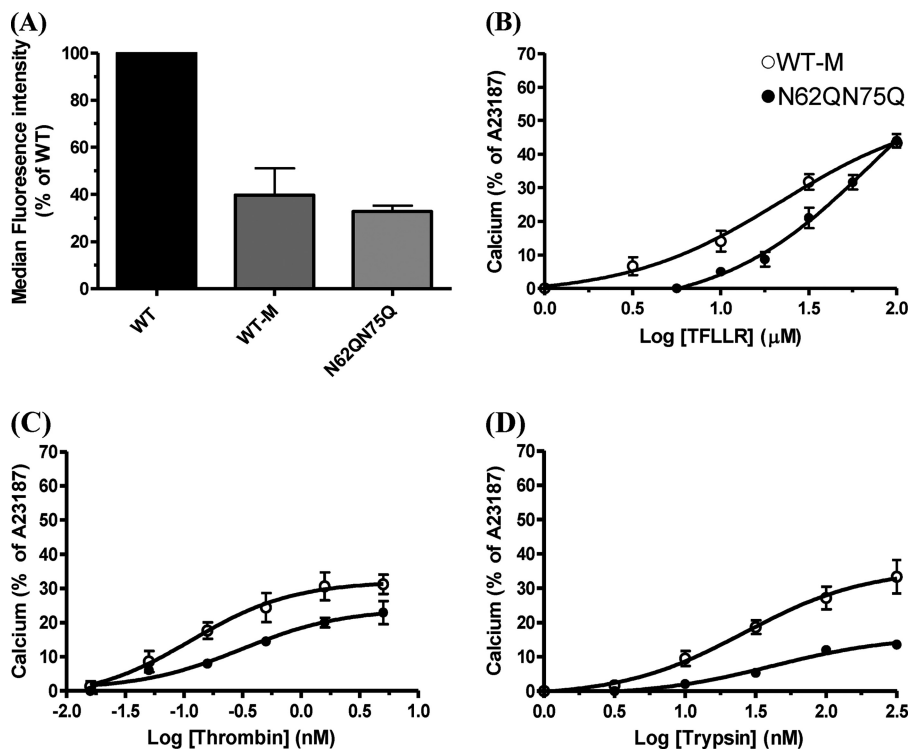 (A)
Median Fluoresence intensity
(% of WT)
100
80
60
40
20
0
WT
WT-M
N62QN75Q
(B)
WT-M
N62QN75Q
Calcium (% of A23187)
70
60
50
40
30
20
10
0
0.0 0.5 1.0 1.5 2.0
Log [TFLLR] (μM)
(C)
Calcium (% of A23187)
70
60
50
40
30
20
10
0
-2.0 -1.5 -1.0 -0.5 0.0 0.5 1.0
Log [Thrombin] (nM)
(D)
Calcium (% of A23187)
70
60
50
40
30
20
10
0
0.0 0.5 1.0 1.5 2.0 2.5
Log [Trypsin] (nM)